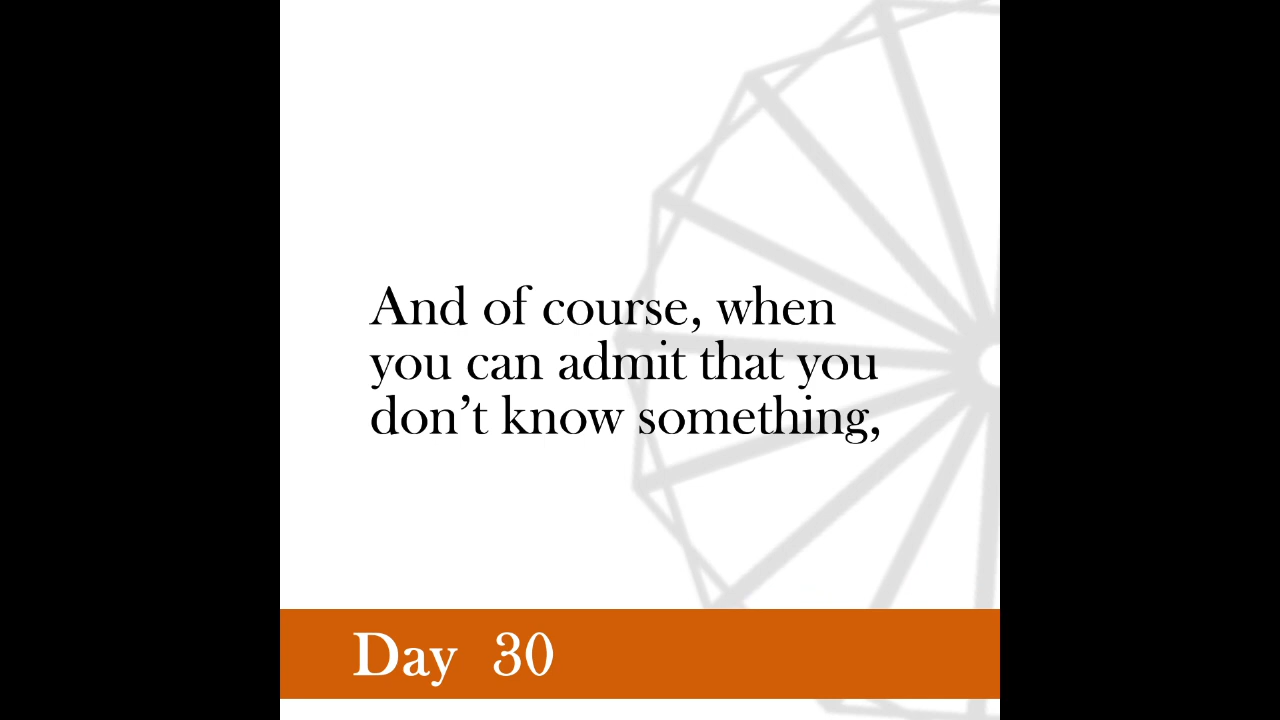 And of course, when
you can admit that you
don’t know something,
Day 30